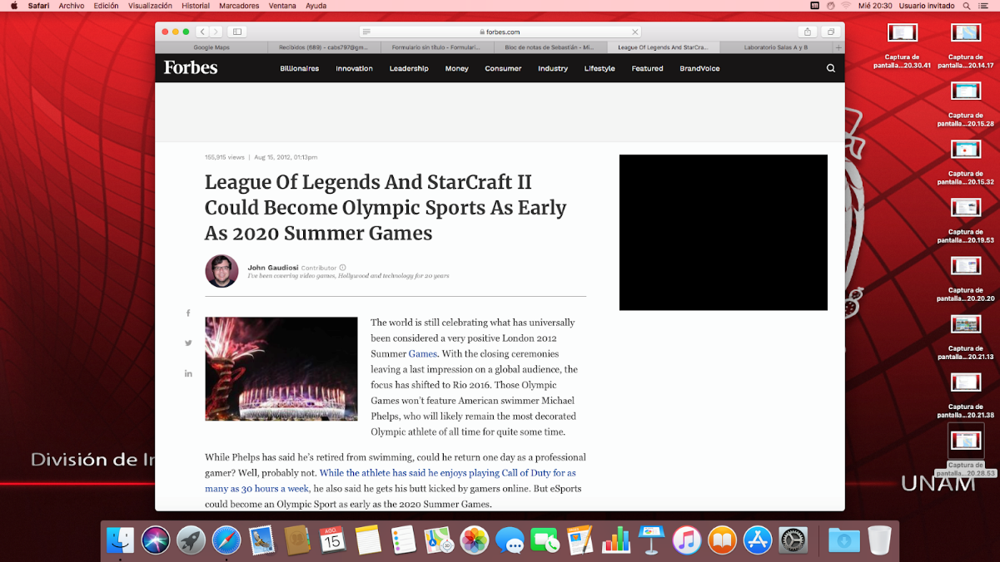 Safari Archivo Edición Visualización Historial Marcadores Ventana Ayuda
Mié 20:30 Usuario invitado
forbes.com
Google Maps
Recibidos (689) - cabs797@gm...
Formulario sin título - Formulari...
Bloc de notas de Sebastián - Mi...
League Of Legends And StarCraf...
Laboratorio Salas A y B
Forbes
Billionaires Innovation Leadership Money Consumer Industry Lifestyle Featured BrandVoice
155,915 views | Aug 15, 2012, 01:13pm
League Of Legends And StarCraft II
Could Become Olympic Sports As Early
As 2020 Summer Games
John Gaudiosi Contributor
I've been covering video games, Hollywood and technology for 20 years
The world is still celebrating what has universally
been considered a very positive London 2012
Summer Games. With the closing ceremonies
leaving a last impression on a global audience, the
focus has shifted to Rio 2016. Those Olympic
Games won't feature American swimmer Michael
Phelps, who will likely remain the most decorated
Olympic athlete of all time for quite some time.
While Phelps has said he's retired from swimming, could he return one day as a professional
gamer? Well, probably not. While the athlete has said he enjoys playing Call of Duty for as
many as 30 hours a week, he also said he gets his butt kicked by gamers online. But eSports
could become an Olympic Sport as early as the 2020 Summer Games.
Captura de
pantalla...20.30.41
Captura de
pantalla...20.14.17
Captura de
pantalla...20.15.28
Captura de
pantalla...20.15.32
Captura de
pantalla...20.19.53
Captura de
pantalla...20.20.20
Captura de
pantalla...20.21.13
Captura de
pantalla...20.21.38
Captura de
pantalla...20.28.53
División de In
UNAM
AGO.
15